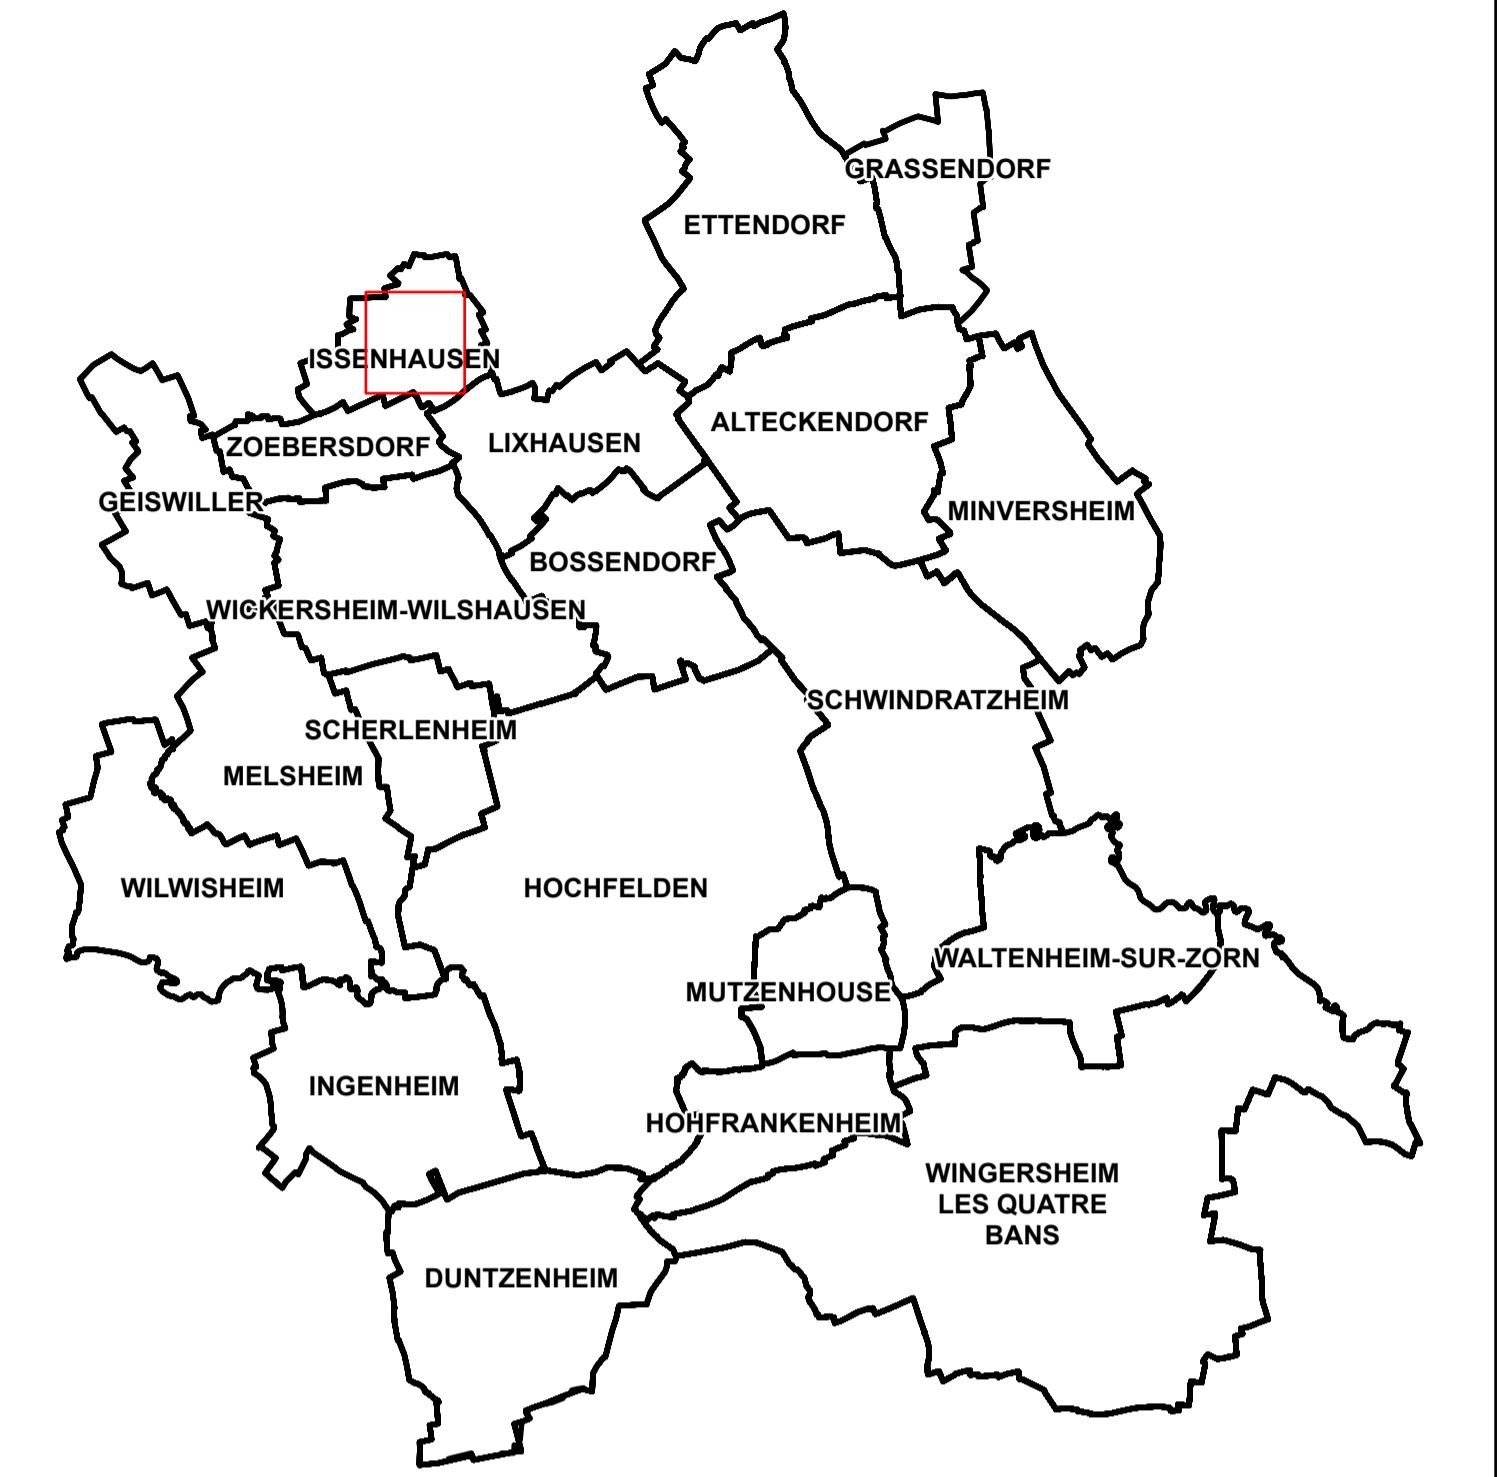 GRASSENDORF
ETTENDORF
ISSENHAUSEN
ALTECKENDORF
ZOEBERSDORF
LIXHAUSEN
GEISWILLER
MINVERSHEIM
BOSSENDORF
WICKERSHEIM-WILSHAUSEN
SCHWINDRATZHEIM
SCHERLENHEIM
MELSHEIM
WILWISHEIM
HOCHFELDEN
WALTENHEIM-SUR-ZORN
MUTZENHOUSE
INGENHEIM
HOHFRANKENHEIM
WINGERSHEIM
LES QUATRE
BANS
DUNTZENHEIM